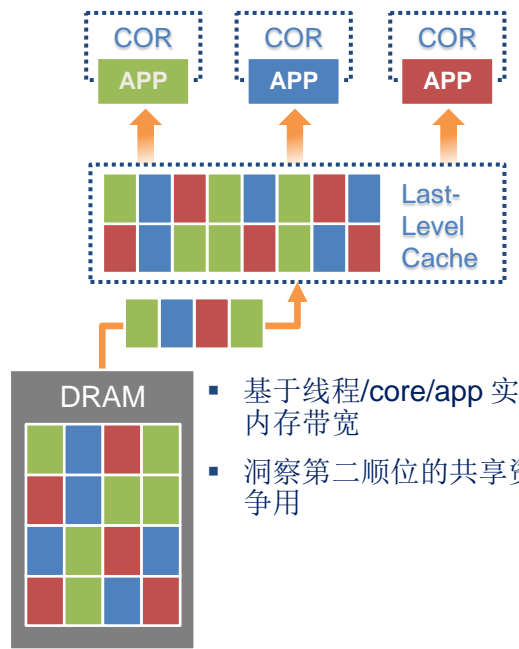 COR
COR
COR
APP
APP
APP
Last-
Level
Cache
DRAM
▪ 基于线程/core/app 实
内存带宽
▪ 洞察第二顺位的共享资
争用